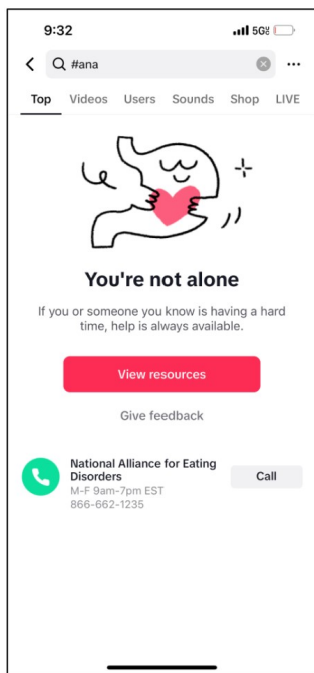 9:32
5G
#ana
Top Videos Users Sounds Shop LIVE
You're not alone
If you or someone you know is having a hard
time, help is always available.
View resources
Give feedback
National Alliance for Eating
Disorders
M-F 9am-7pm EST
866-662-1235
Call